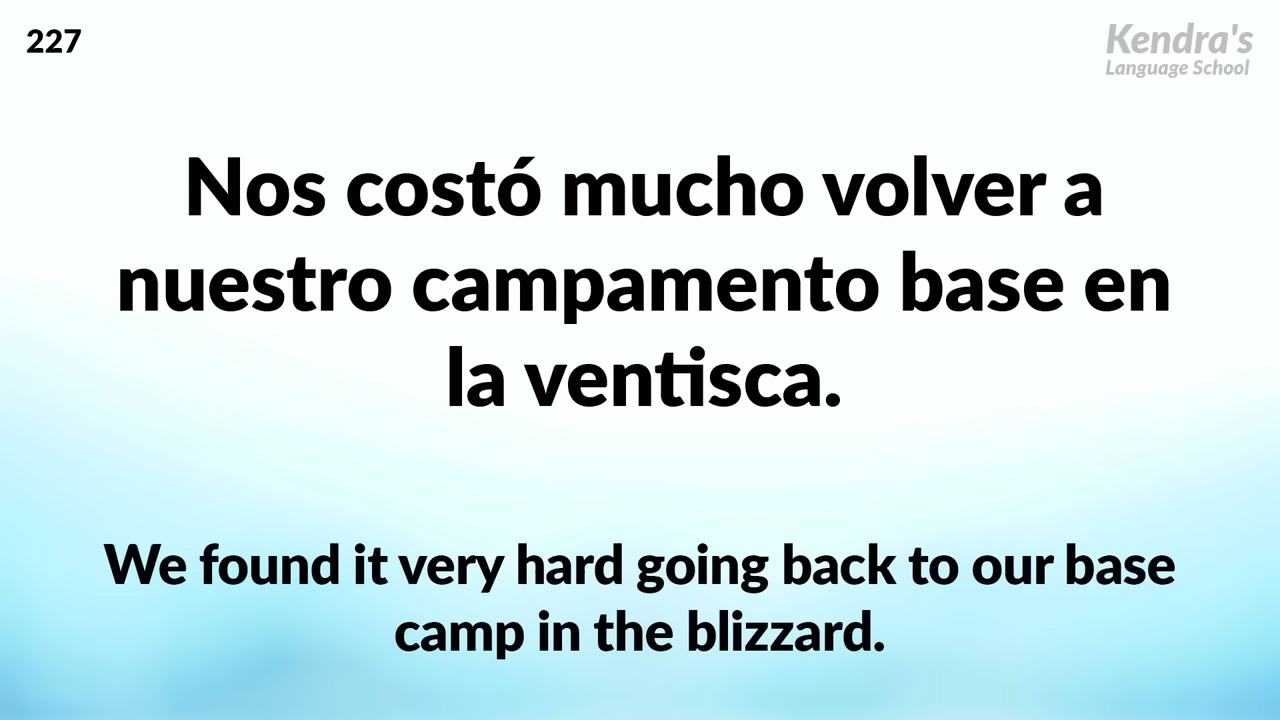 227
Kendra's
Language School
Nos costó mucho volver a
nuestro campamento base en
la ventisca.
We found it very hard going back to our base
camp in the blizzard.